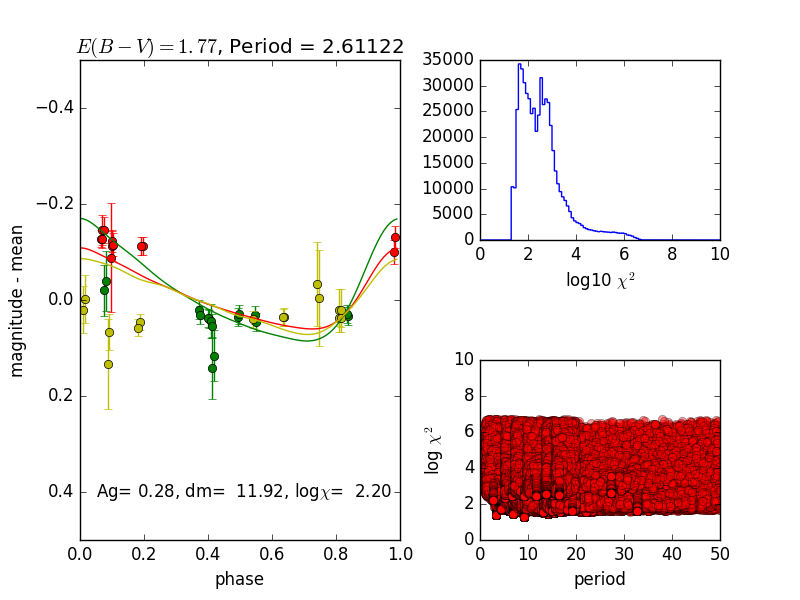 E(B−V)=1.77, Period = 2.61122
−0.4
−0.2
0.0
0.2
0.4
magnitude - mean
Ag= 0.28, dm=  11.92, logχ=  2.20
0.0 0.2 0.4 0.6 0.8 1.0
phase
35000
30000
25000
20000
15000
10000
5000
0
0 2 4 6 8 10
log10 χ²
10
8
6
4
2
0
log χ²
0 10 20 30 40 50
period